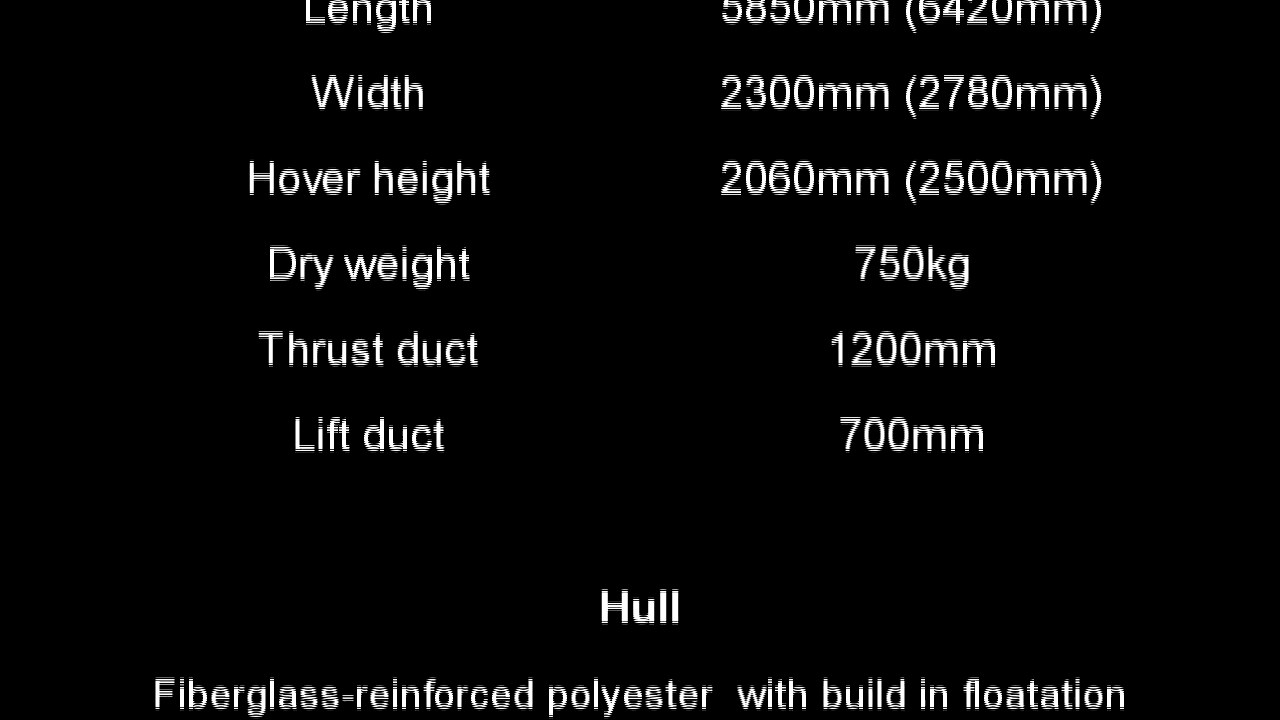 Length 5850mm (6420mm)
Width 2300mm (2780mm)
Hover height 2060mm (2500mm)
Dry weight 750kg
Thrust duct 1200mm
Lift duct 700mm
Hull
Fiberglass-reinforced polyester with build in floatation